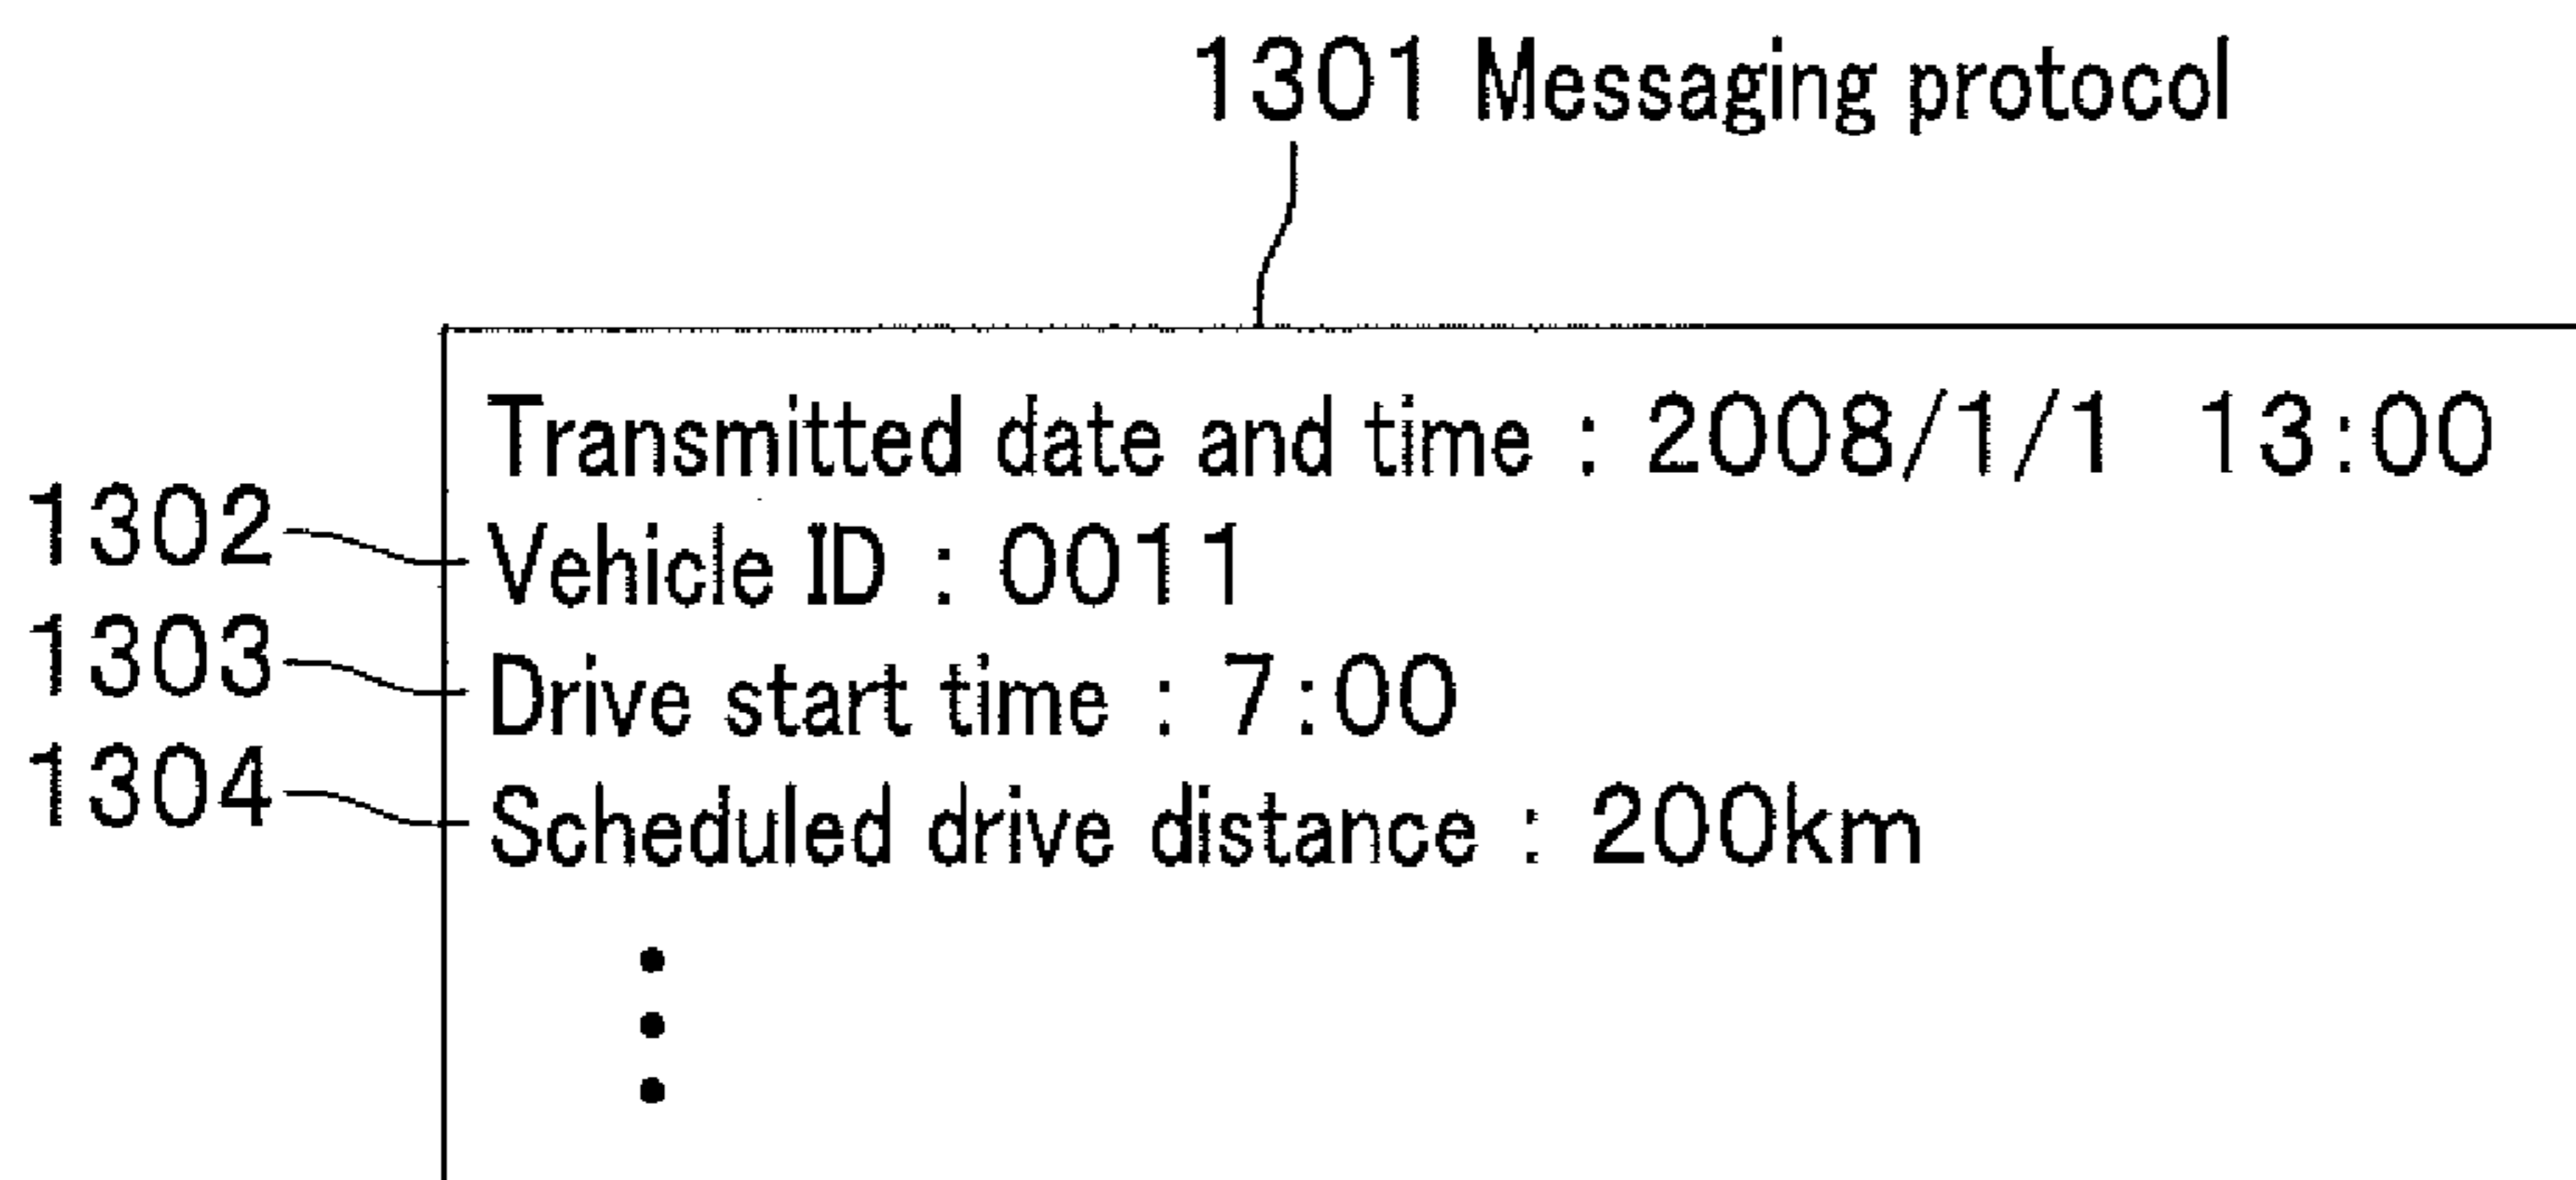 1301 Messaging protocol
Transmitted date and time : 2008/1/1 13:00
1302 Vehicle ID : 0011
1303 Drive start time : 7:00
1304 Scheduled drive distance : 200km